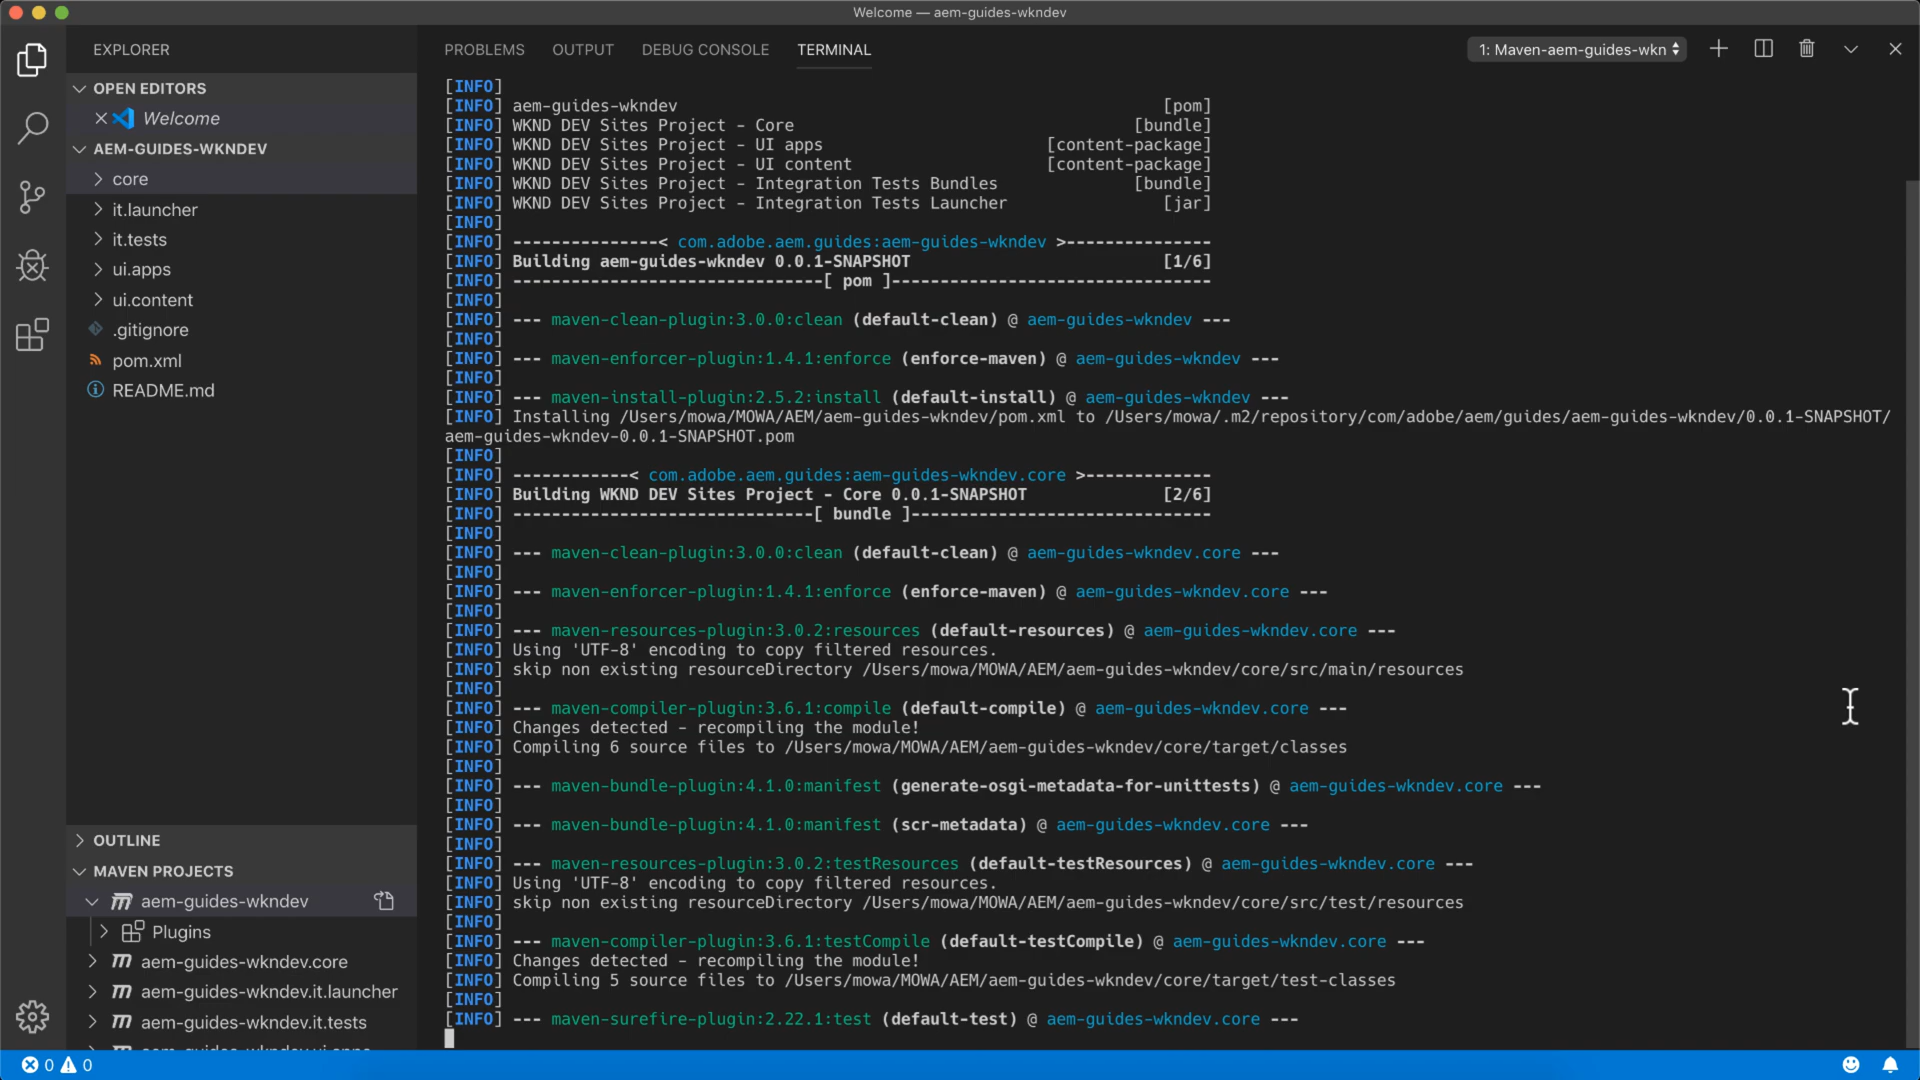 Welcome — aem-guides-wkndev
EXPLORER
OPEN EDITORS
Welcome
AEM-GUIDES-WKNDEV
core
it.launcher
it.tests
ui.apps
ui.content
.gitignore
pom.xml
README.md
OUTLINE
MAVEN PROJECTS
aem-guides-wkndev
Plugins
aem-guides-wkndev.core
aem-guides-wkndev.it.launcher
aem-guides-wkndev.it.tests
PROBLEMS OUTPUT DEBUG CONSOLE TERMINAL
1: Maven-aem-guides-wkn
[INFO]
[INFO] aem-guides-wkndev [pom]
[INFO] WKND DEV Sites Project - Core [bundle]
[INFO] WKND DEV Sites Project - UI apps [content-package]
[INFO] WKND DEV Sites Project - UI content [content-package]
[INFO] WKND DEV Sites Project - Integration Tests Bundles [bundle]
[INFO] WKND DEV Sites Project - Integration Tests Launcher [jar]
[INFO]
[INFO] ---------------< com.adobe.aem.guides:aem-guides-wkndev >---------------
[INFO] Building aem-guides-wkndev 0.0.1-SNAPSHOT [1/6]
[INFO] --------------------------------[ pom ]---------------------------------
[INFO]
[INFO] --- maven-clean-plugin:3.0.0:clean (default-clean) @ aem-guides-wkndev ---
[INFO]
[INFO] --- maven-enforcer-plugin:1.4.1:enforce (enforce-maven) @ aem-guides-wkndev ---
[INFO]
[INFO] --- maven-install-plugin:2.5.2:install (default-install) @ aem-guides-wkndev ---
[INFO] Installing /Users/mowa/MOWA/AEM/aem-guides-wkndev/pom.xml to /Users/mowa/.m2/repository/com/adobe/aem/guides/aem-guides-wkndev/0.0.1-SNAPSHOT/
aem-guides-wkndev-0.0.1-SNAPSHOT.pom
[INFO]
[INFO] ------------< com.adobe.aem.guides:aem-guides-wkndev.core >-------------
[INFO] Building WKND DEV Sites Project - Core 0.0.1-SNAPSHOT [2/6]
[INFO] -------------------------------[ bundle ]-------------------------------
[INFO]
[INFO] --- maven-clean-plugin:3.0.0:clean (default-clean) @ aem-guides-wkndev.core ---
[INFO]
[INFO] --- maven-enforcer-plugin:1.4.1:enforce (enforce-maven) @ aem-guides-wkndev.core ---
[INFO]
[INFO] --- maven-resources-plugin:3.0.2:resources (default-resources) @ aem-guides-wkndev.core ---
[INFO] Using 'UTF-8' encoding to copy filtered resources.
[INFO] skip non existing resourceDirectory /Users/mowa/MOWA/AEM/aem-guides-wkndev/core/src/main/resources
[INFO]
[INFO] --- maven-compiler-plugin:3.6.1:compile (default-compile) @ aem-guides-wkndev.core ---
[INFO] Changes detected - recompiling the module!
[INFO] Compiling 6 source files to /Users/mowa/MOWA/AEM/aem-guides-wkndev/core/target/classes
[INFO]
[INFO] --- maven-bundle-plugin:4.1.0:manifest (generate-osgi-metadata-for-unittests) @ aem-guides-wkndev.core ---
[INFO]
[INFO] --- maven-bundle-plugin:4.1.0:manifest (scr-metadata) @ aem-guides-wkndev.core ---
[INFO]
[INFO] --- maven-resources-plugin:3.0.2:testResources (default-testResources) @ aem-guides-wkndev.core ---
[INFO] Using 'UTF-8' encoding to copy filtered resources.
[INFO] skip non existing resourceDirectory /Users/mowa/MOWA/AEM/aem-guides-wkndev/core/src/test/resources
[INFO]
[INFO] --- maven-compiler-plugin:3.6.1:testCompile (default-testCompile) @ aem-guides-wkndev.core ---
[INFO] Changes detected - recompiling the module!
[INFO] Compiling 5 source files to /Users/mowa/MOWA/AEM/aem-guides-wkndev/core/target/test-classes
[INFO]
[INFO] --- maven-surefire-plugin:2.22.1:test (default-test) @ aem-guides-wkndev.core ---
0 0